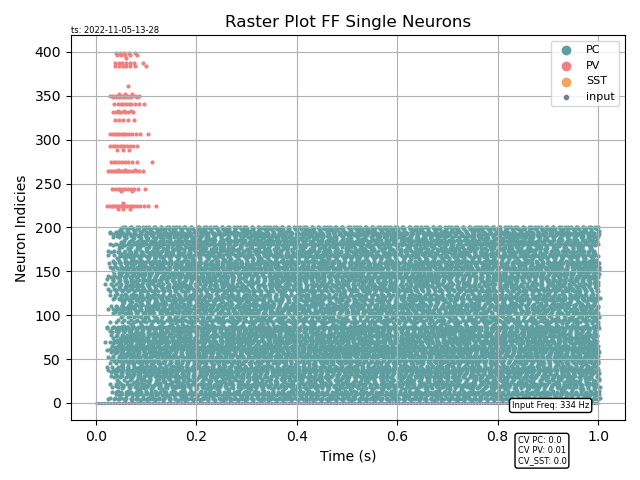 ts: 2022-11-05-13-28
Raster Plot FF Single Neurons
PC
PV
SST
input
Neuron Indicies
400
350
300
250
200
150
100
50
0
Input Freq: 334 Hz
0.0 0.2 0.4 0.6 0.8 1.0
Time (s)
CV PC: 0.0
CV PV: 0.01
CV_SST: 0.0